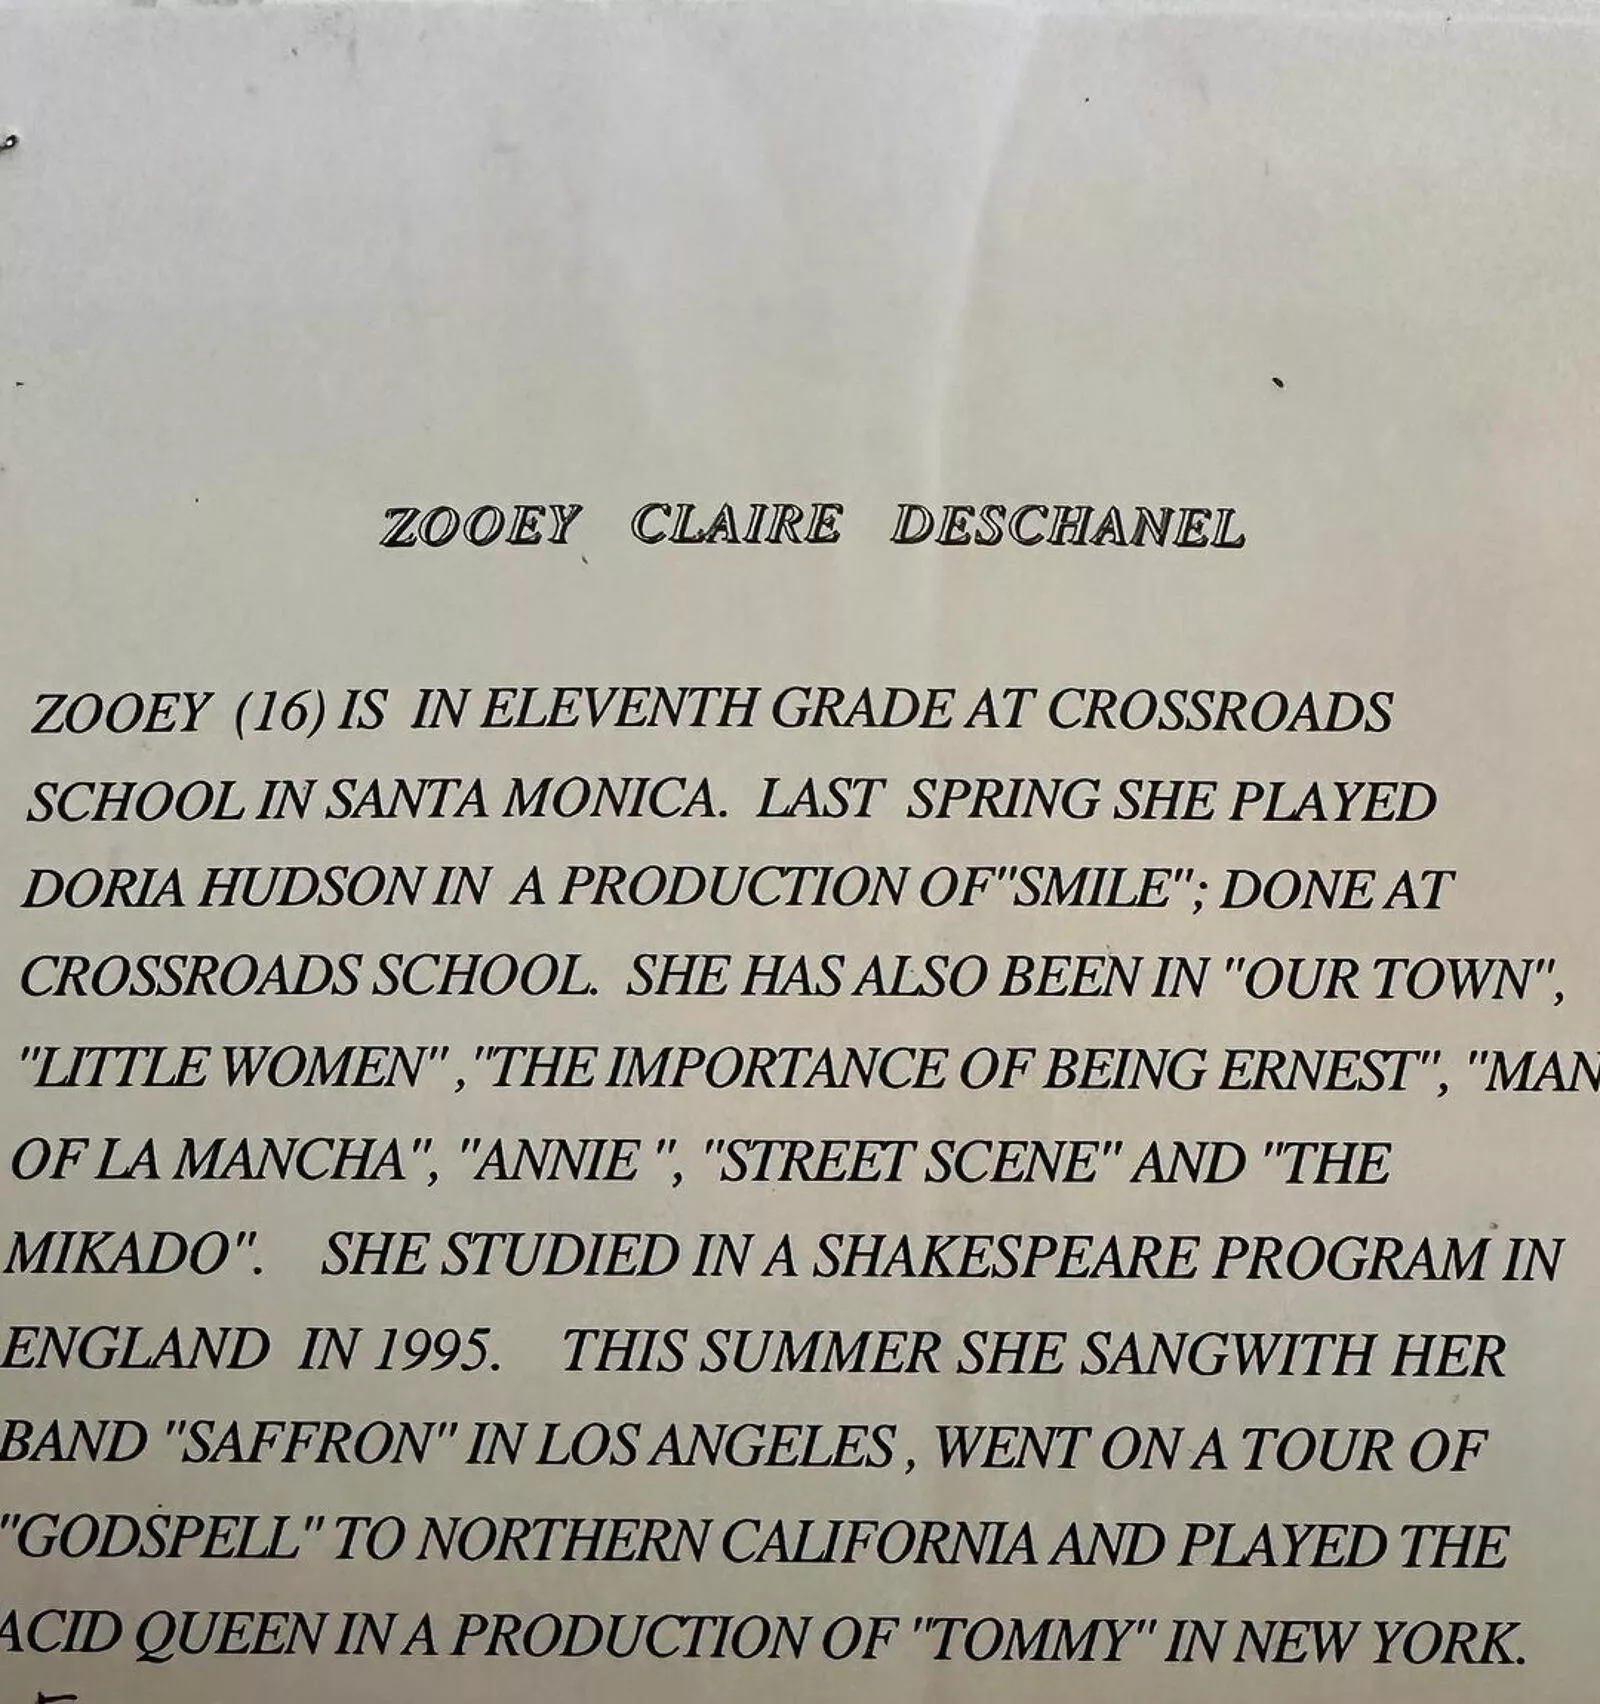 ZOOEY CLAIRE DESCHANEL
ZOOEY (16) IS IN ELEVENTH GRADE AT CROSSROADS
SCHOOL IN SANTA MONICA. LAST SPRING SHE PLAYED
DORIA HUDSON IN A PRODUCTION OF"SMILE"; DONE AT
CROSSROADS SCHOOL. SHE HAS ALSO BEEN IN "OUR TOWN",
"LITTLE WOMEN" ,"THE IMPORTANCE OF BEING ERNEST", "MAN
OF LA MANCHA", "ANNIE ", "STREET SCENE" AND "THE
MIKADO". SHE STUDIED IN A SHAKESPEARE PROGRAM IN
ENGLAND IN 1995. THIS SUMMER SHE SANGWITH HER
BAND "SAFFRON" IN LOS ANGELES , WENT ON A TOUR OF
"GODSPELL" TO NORTHERN CALIFORNIA AND PLAYED THE
ACID QUEEN IN A PRODUCTION OF "TOMMY" IN NEW YORK.